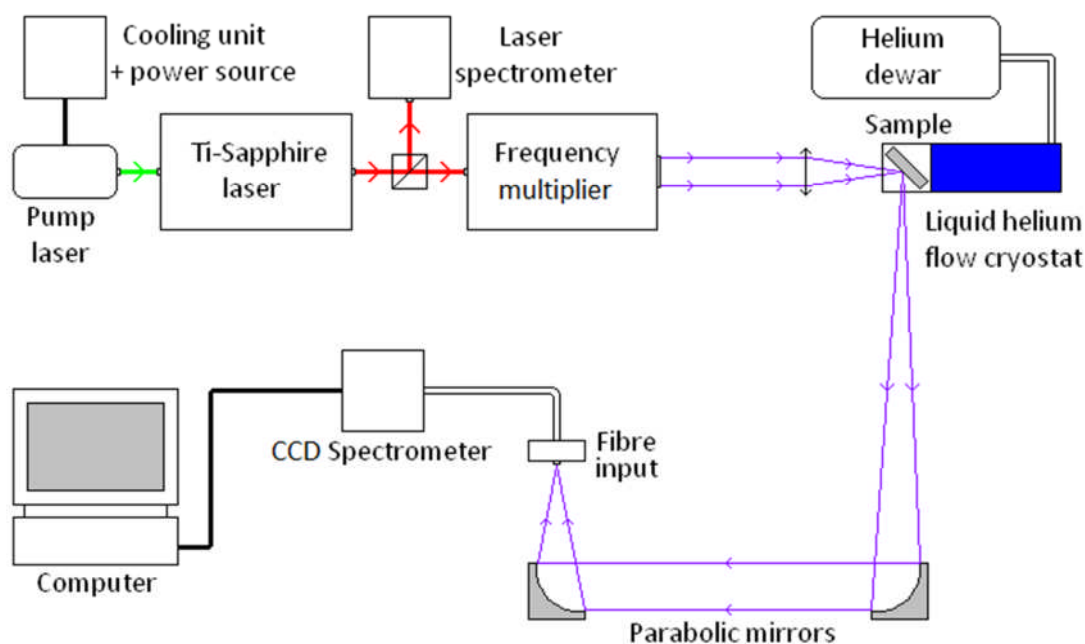 Cooling unit
+ power source
Laser
spectrometer
Helium
dewar
Sample
Ti-Sapphire
laser
Frequency
multiplier
Pump
laser
Liquid helium
flow cryostat
CCD Spectrometer
Fibre
input
Computer
Parabolic mirrors